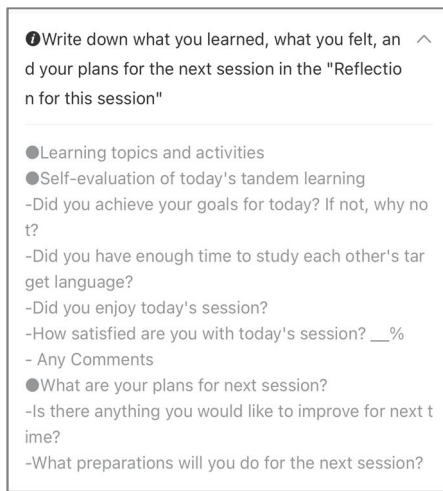 Write down what you learned, what you felt, an
d your plans for the next session in the "Reflectio
n for this session"
●Learning topics and activities
●Self-evaluation of today's tandem learning
-Did you achieve your goals for today? If not, why no
t?
-Did you have enough time to study each other's tar
get language?
-Did you enjoy today's session?
-How satisfied are you with today's session? __%
- Any Comments
●What are your plans for next session?
-Is there anything you would like to improve for next t
ime?
-What preparations will you do for the next session?